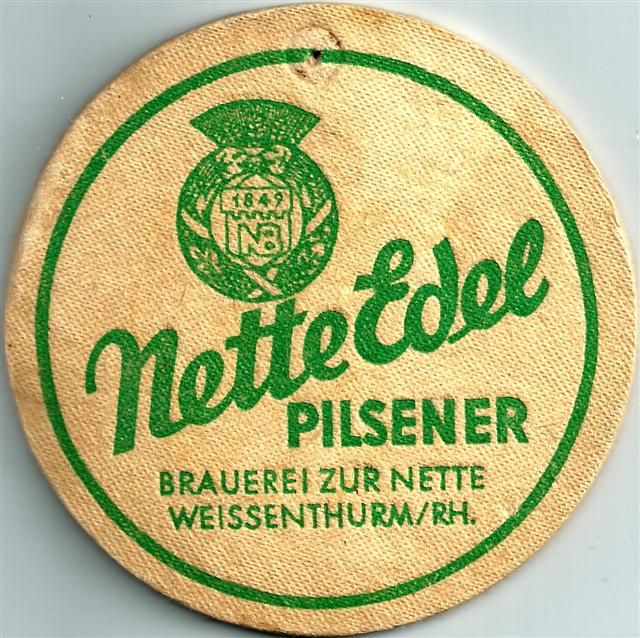 1849
NB
Nette Edel
PILSENER
BRAUEREI ZUR NETTE
WEISSENTHURM/RH.